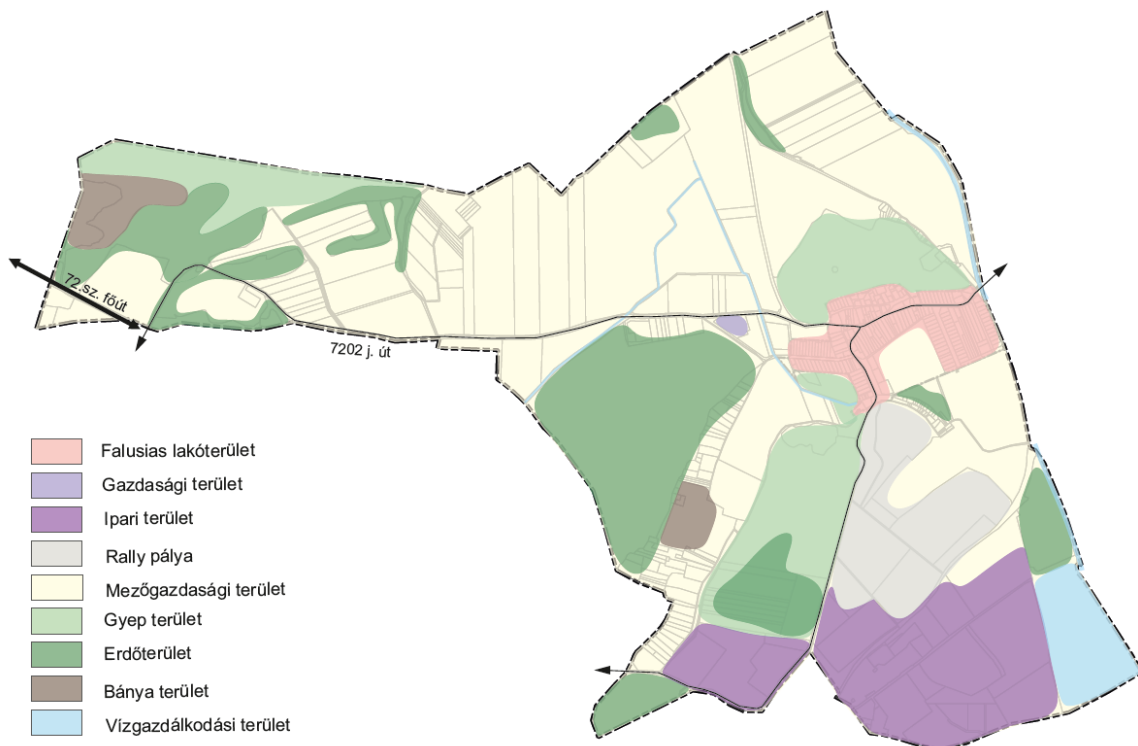 72.sz. főút
7202 j. út
Falusias lakóterület
Gazdasági terület
Ipari terület
Rally pálya
Mezőgazdasági terület
Gyep terület
Erdőterület
Bánya terület
Vízgazdálkodási terület